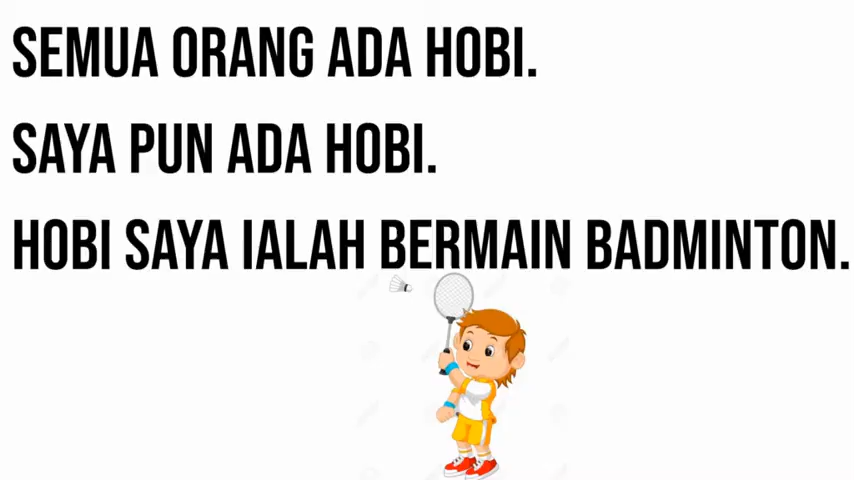 SEMUA ORANG ADA HOBI.
SAYA PUN ADA HOBI.
HOBI SAYA IALAH BERMAIN BADMINTON.